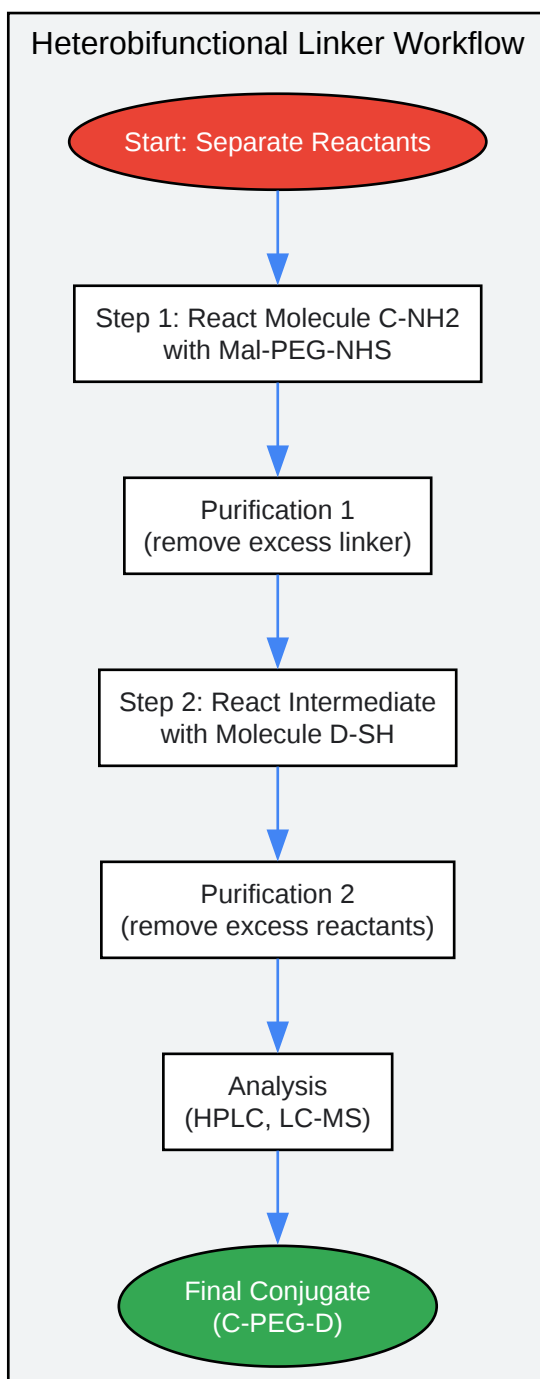 Heterobifunctional Linker Workflow
Start: Separate Reactants
Step 1: React Molecule C-NH2
with Mal-PEG-NHS
Purification 1
(remove excess linker)
Step 2: React Intermediate
with Molecule D-SH
Purification 2
(remove excess reactants)
Analysis
(HPLC, LC-MS)
Final Conjugate
(C-PEG-D)